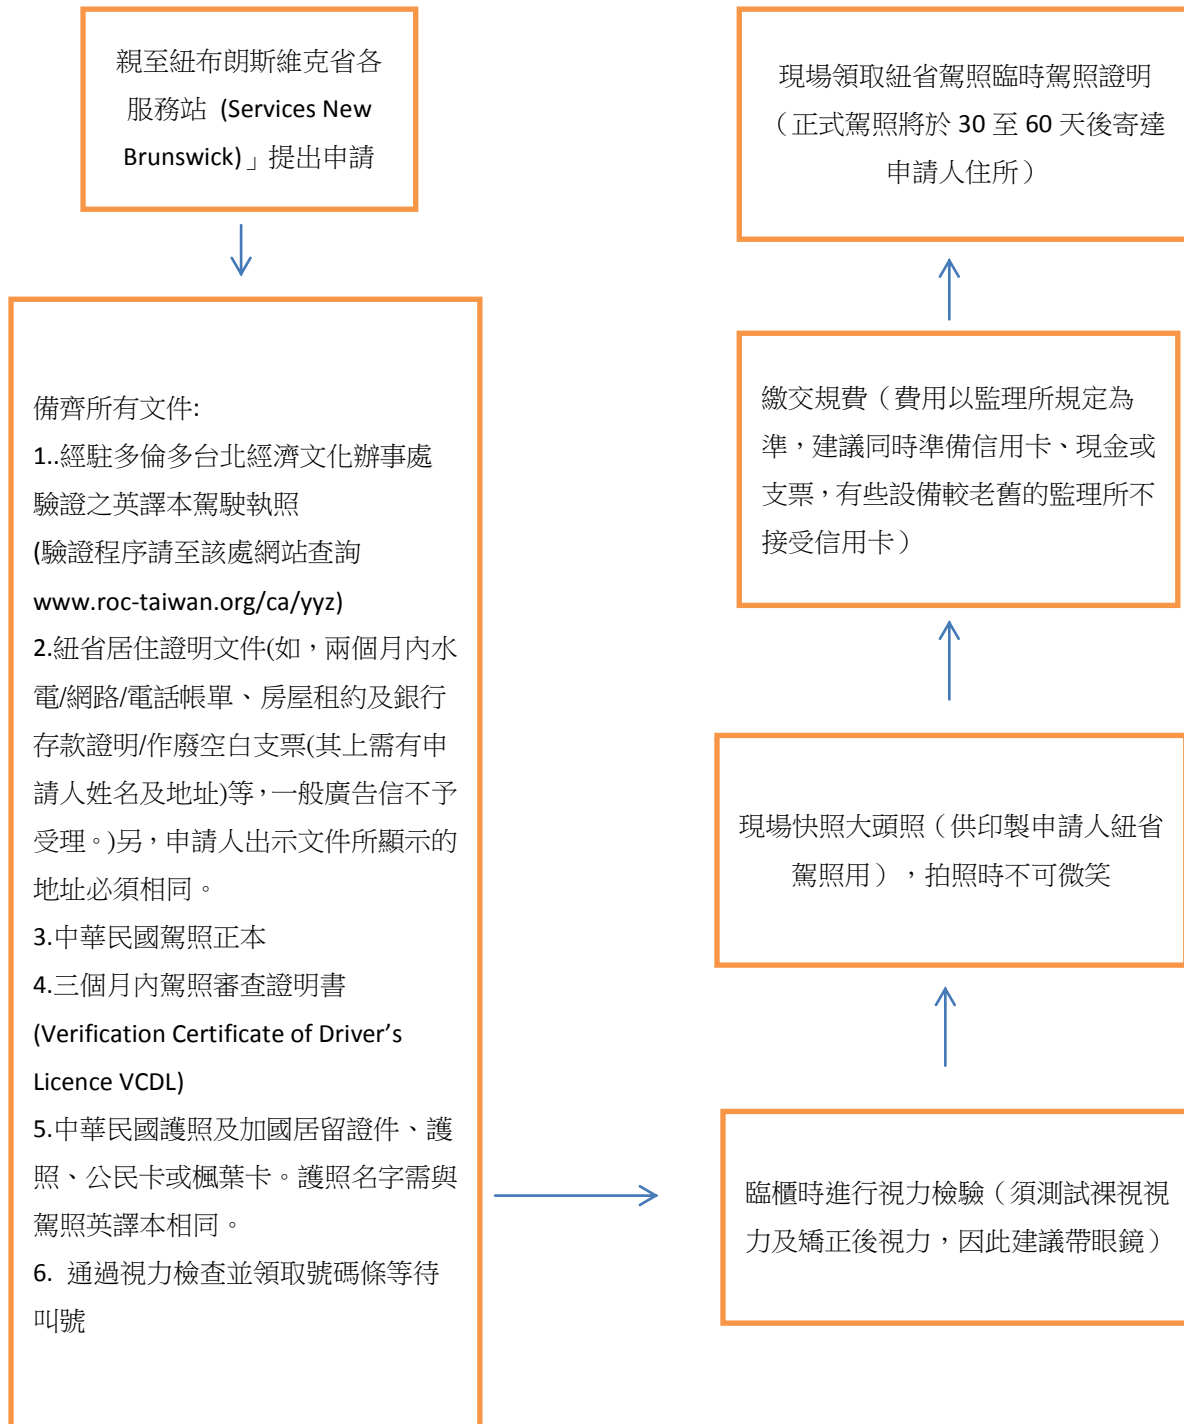 親至紐布朗斯維克省各
服務站 (Services New
Brunswick)」提出申請
備齊所有文件:
1..經駐多倫多台北經濟文化辦事處
驗證之英譯本駕駛執照
(驗證程序請至該處網站查詢
www.roc-taiwan.org/ca/yyz)
2.紐省居住證明文件(如，兩個月內水
電/網路/電話帳單、房屋租約及銀行
存款證明/作廢空白支票(其上需有申
請人姓名及地址)等，一般廣告信不予
受理。)另，申請人出示文件所顯示的
地址必須相同。
3.中華民國駕照正本
4.三個月內駕照審查證明書
(Verification Certificate of Driver’s
Licence VCDL)
5.中華民國護照及加國居留證件、護
照、公民卡或楓葉卡。護照名字需與
駕照英譯本相同。
6. 通過視力檢查並領取號碼條等待
叫號
臨櫃時進行視力檢驗（須測試裸視視
力及矯正後視力，因此建議帶眼鏡）
現場快照大頭照（供印製申請人紐省
駕照用），拍照時不可微笑
繳交規費（費用以監理所規定為
準，建議同時準備信用卡、現金或
支票，有些設備較老舊的監理所不
接受信用卡）
現場領取紐省駕照臨時駕照證明
（正式駕照將於 30 至 60 天後寄達
申請人住所）